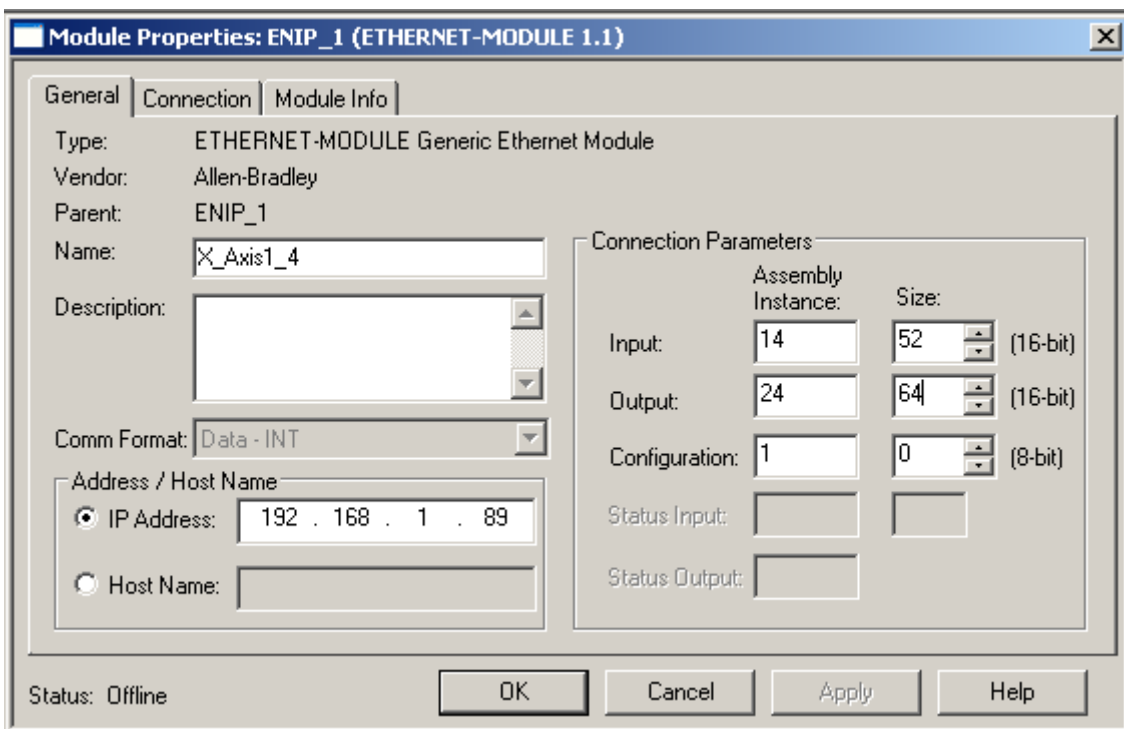 Module Properties: ENIP_1 (ETHERNET-MODULE 1.1)
General
Connection
Module Info
Type: ETHERNET-MODULE Generic Ethernet Module
Vendor: Allen-Bradley
Parent: ENIP_1
Name: X_Axis1_4
Description:
Comm Format: Data - INT
Address / Host Name
IP Address: 192 . 168 . 1 . 89
Host Name:
Connection Parameters
Assembly
Instance:
Size:
Input: 14 52 (16-bit)
Output: 24 64 (16-bit)
Configuration: 1 0 (8-bit)
Status Input:
Status Output:
Status: Offline
OK
Cancel
Apply
Help